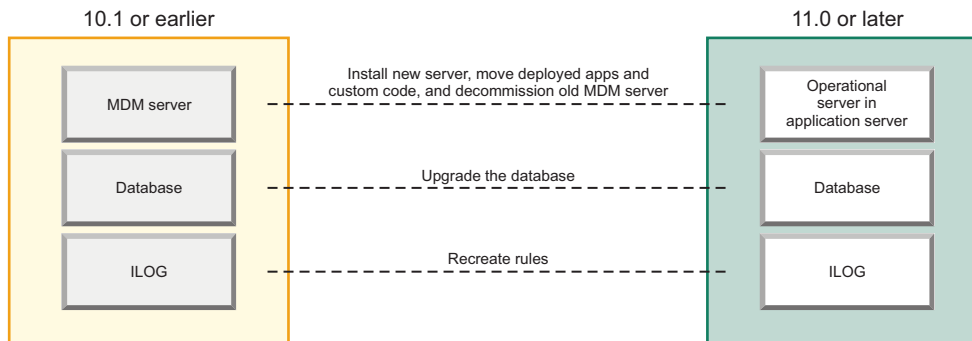 10.1 or earlier
11.0 or later
MDM server
Install new server, move deployed apps and
custom code, and decommission old MDM server
Operational
server in
application server
Database
Upgrade the database
Database
ILOG
Recreate rules
ILOG